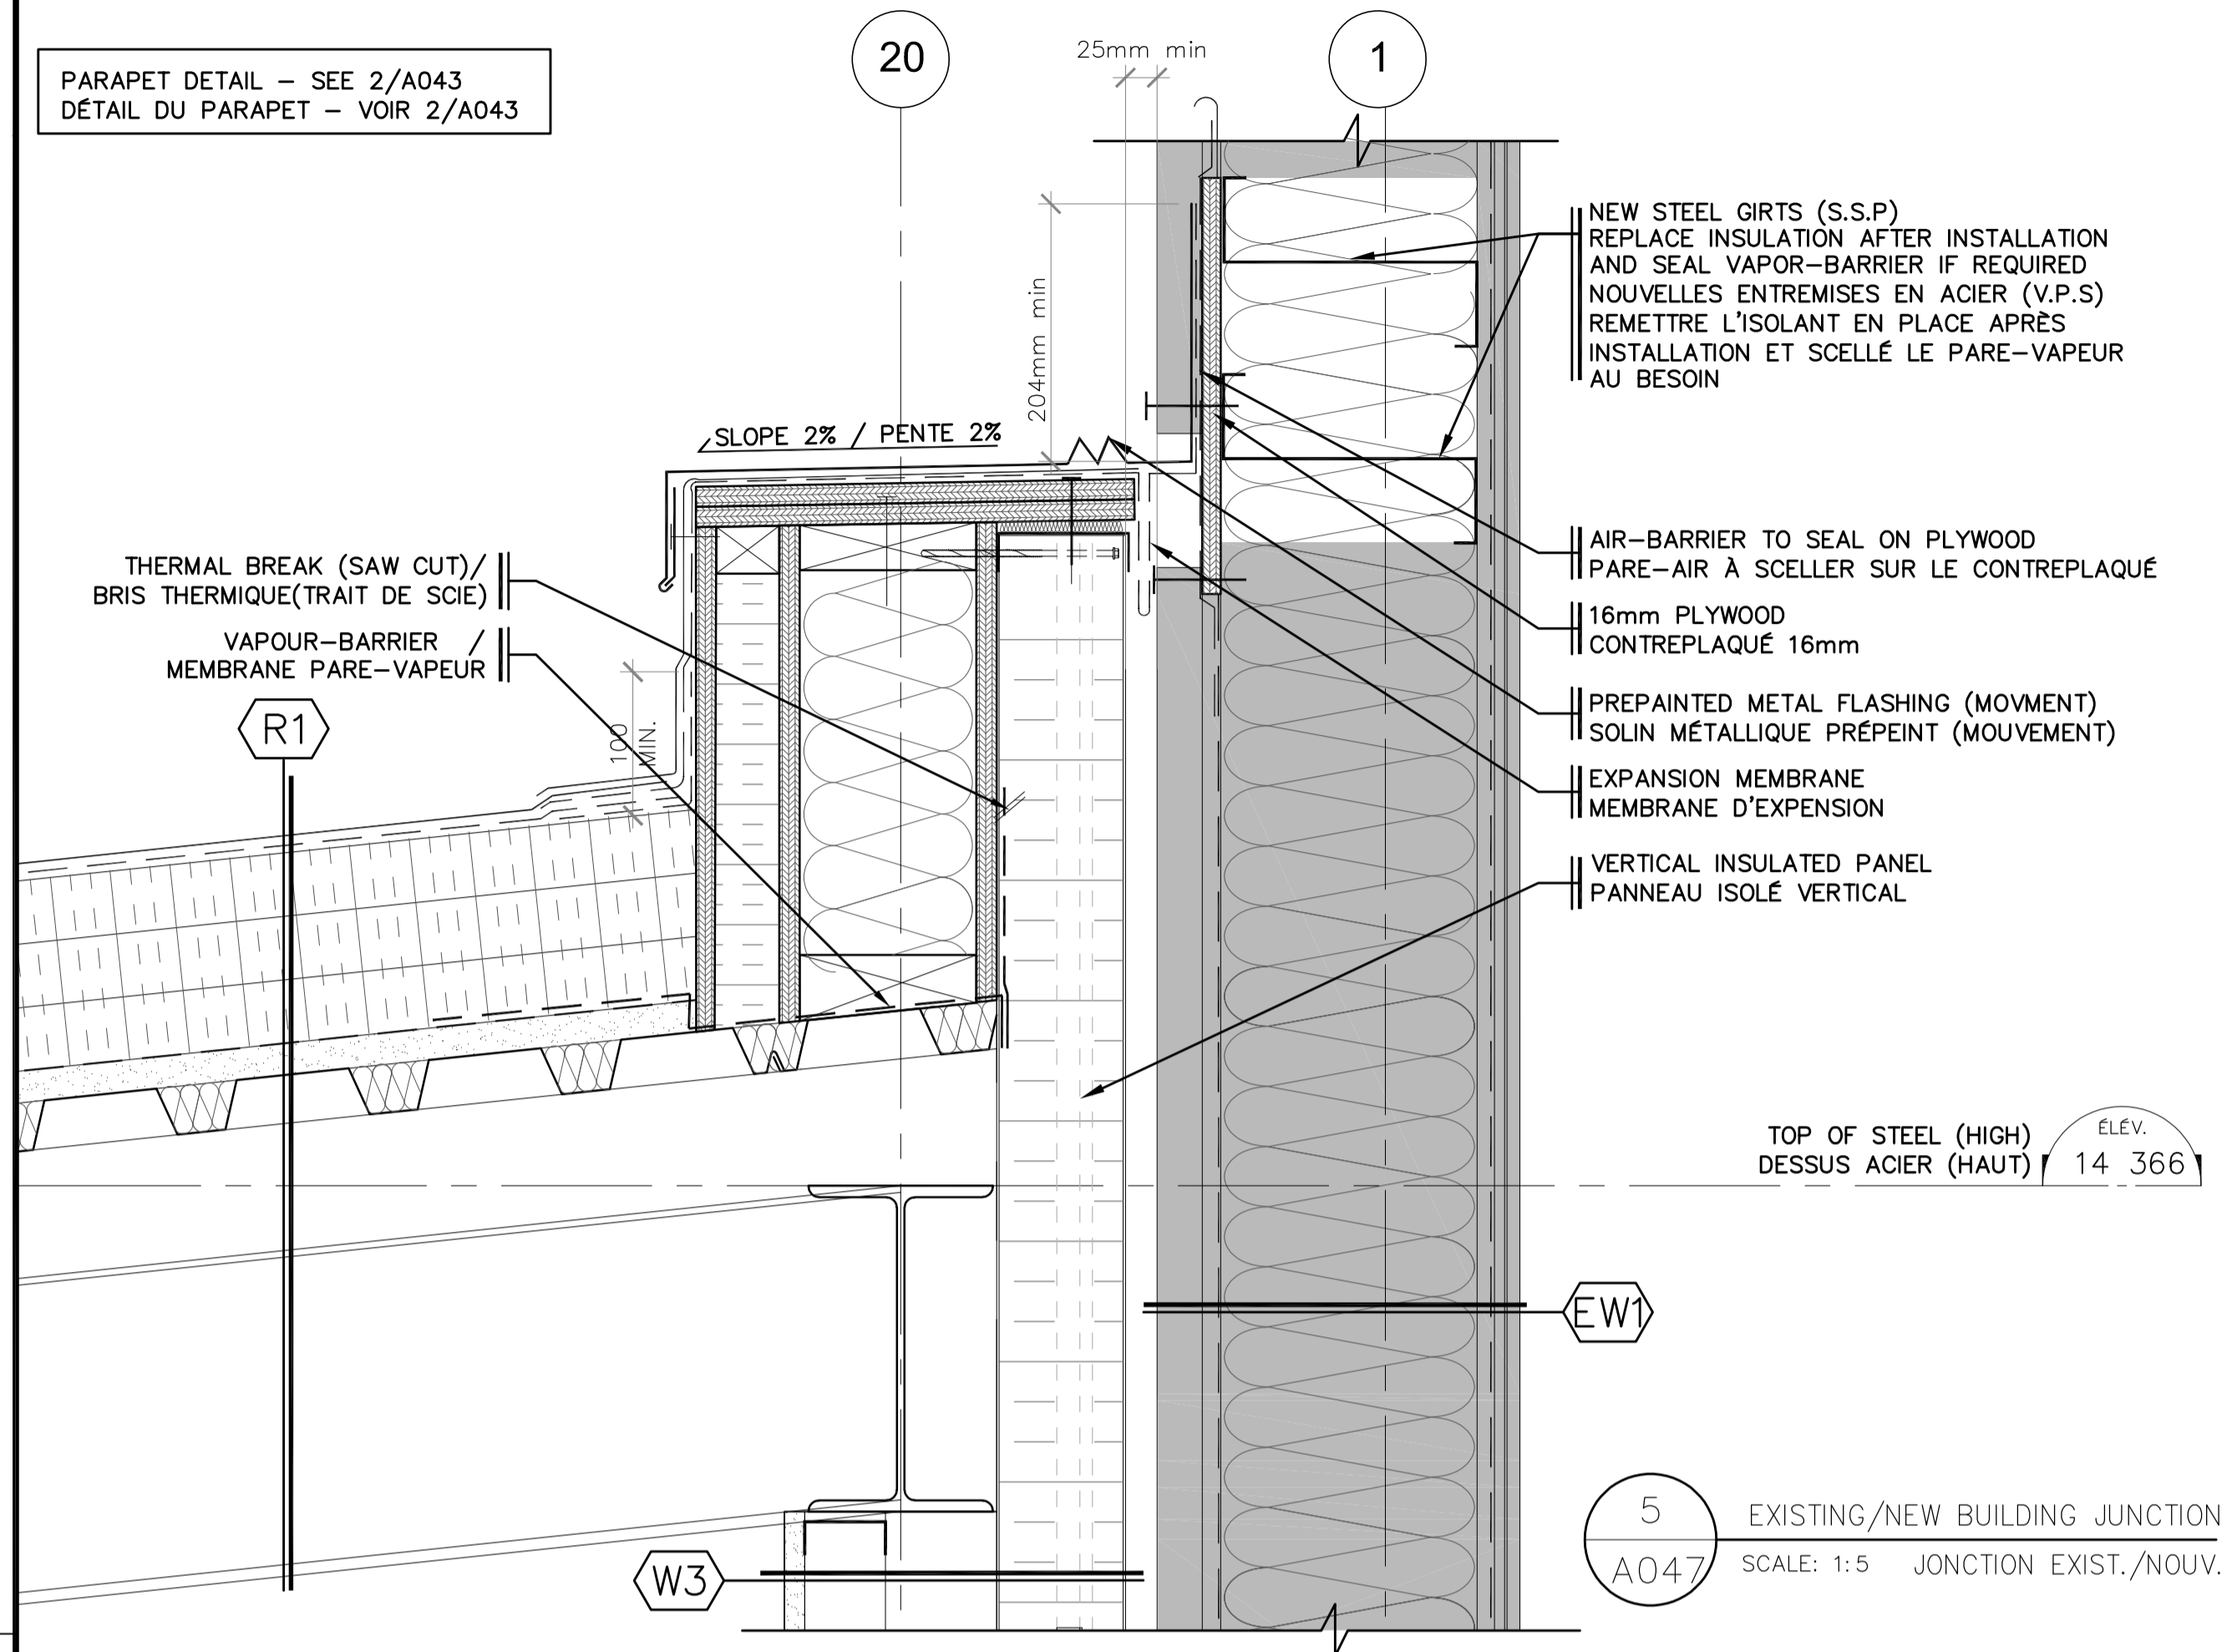 PARAPET DETAIL – SEE 2/A043
DÉTAIL DU PARAPET – VOIR 2/A043
20
25mm min
1
204mm min
SLOPE 2% / PENTE 2%
NEW STEEL GIRTS (S.S.P)
REPLACE INSULATION AFTER INSTALLATION
AND SEAL VAPOR–BARRIER IF REQUIRED
NOUVELLES ENTREMISES EN ACIER (V.P.S)
REMETTRE L'ISOLANT EN PLACE APRÈS
INSTALLATION ET SCELLÉ LE PARE–VAPEUR
AU BESOIN
THERMAL BREAK (SAW CUT)/
BRIS THERMIQUE(TRAIT DE SCIE)
VAPOUR–BARRIER /
MEMBRANE PARE–VAPEUR
AIR–BARRIER TO SEAL ON PLYWOOD
PARE–AIR À SCELLER SUR LE CONTREPLAQUÉ
16mm PLYWOOD
CONTREPLAQUÉ 16mm
PREPAINTED METAL FLASHING (MOVMENT)
SOLIN MÉTALLIQUE PRÉPEINT (MOUVEMENT)
EXPANSION MEMBRANE
MEMBRANE D'EXPENSION
VERTICAL INSULATED PANEL
PANNEAU ISOLÉ VERTICAL
R1
100
MIN.
TOP OF STEEL (HIGH)
DESSUS ACIER (HAUT)
ÉLÉV.
14 366
EW1
W3
5
A047
EXISTING/NEW BUILDING JUNCTION
SCALE: 1:5 JONCTION EXIST./NOUV.